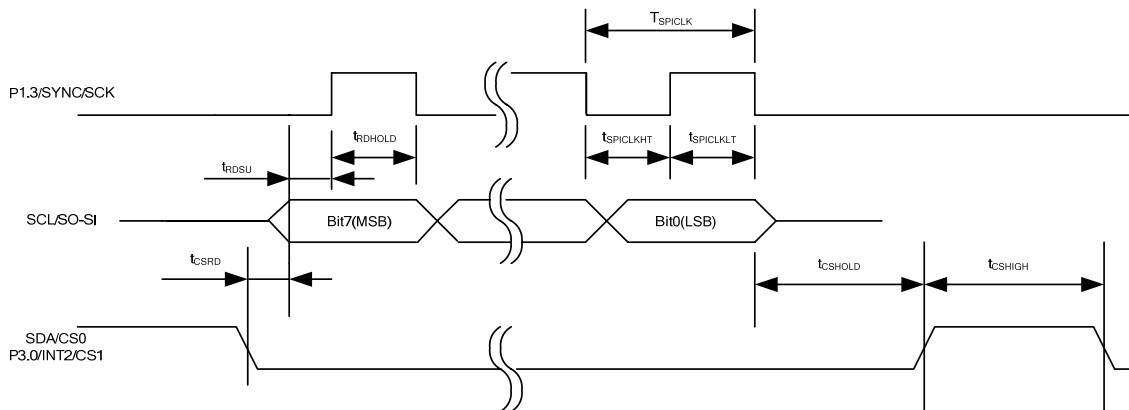 TSPICLK
P1.3/SYNC/SCK
tRDHOLD
tSPICLKHT
tSPICLKLT
tRDSU
SCL/SO-SI
Bit7(MSB)
Bit0(LSB)
tCSRD
tCSHOLD
tCSHIGH
SDA/CS0
P3.0/INT2/CS1